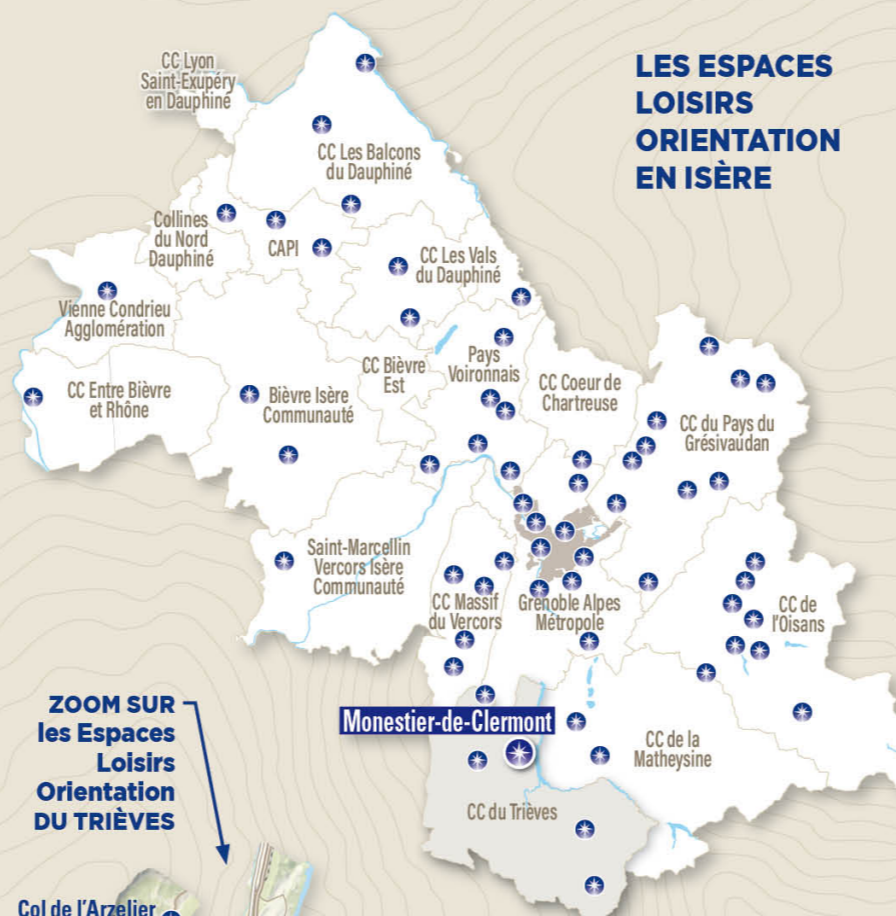 LES ESPACES
LOISIRS
ORIENTATION
EN ISÈRE
CC Lyon
Saint-Exupéry
en Dauphiné
CC Les Balcons
du Dauphiné
Collines
du Nord
Dauphiné
CAPI
CC Les Vals
du Dauphiné
Vienne Condrieu
Agglomération
CC Entre Bièvre
et Rhône
Bièvre Isère
Communauté
CC Bièvre
Est
Pays
Voironnais
CC Coeur de
Chartreuse
CC du Pays du
Grésivaudan
Saint-Marcellin
Vercors Isère
Communauté
CC Massif
du Vercors
Grenoble Alpes
Métropole
CC de
l'Oisans
Monestier-de-Clermont
CC de la
Matheysine
CC du Trièves
ZOOM SUR
les Espaces
Loisirs
Orientation
DU TRIÈVES
Col de l'Arzelier